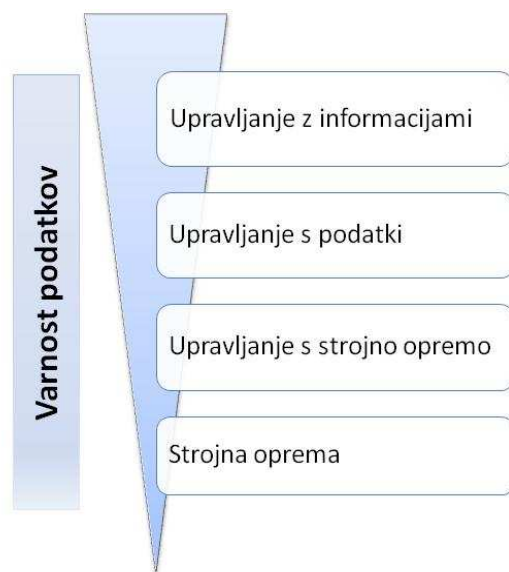 Varnost podatkov
Upravljanje z informacijami
Upravljanje s podatki
Upravljanje s strojno opremo
Strojna oprema